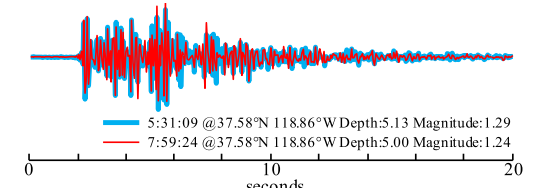 5:31:09 @37.58°N 118.86°W Depth:5.13 Magnitude:1.29
7:59:24 @37.58°N 118.86°W Depth:5.00 Magnitude:1.24
0 10 20
seconds